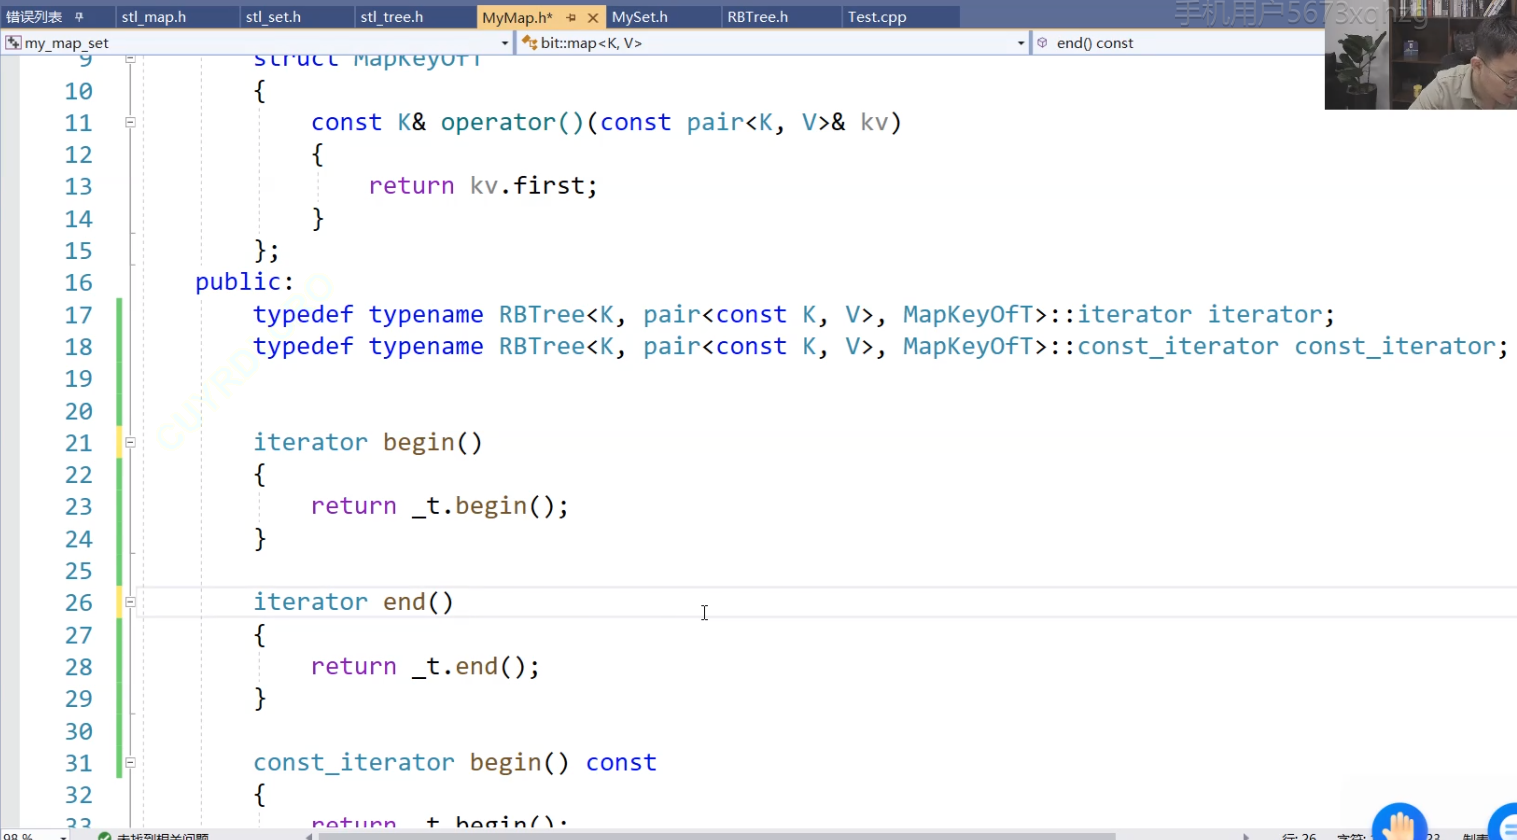 错误列表 stl_map.h stl_set.h stl_tree.h MyMap.h* MySet.h RBTree.h Test.cpp
手机用户5673xqhzg
my_map_set bit::map<K, V> end() const
9 struct MapKeyOfT
10 {
11 const K& operator()(const pair<K, V>& kv)
12 {
13 return kv.first;
14 }
15 };
16 public:
17 typedef typename RBTree<K, pair<const K, V>, MapKeyOfT>::iterator iterator;
18 typedef typename RBTree<K, pair<const K, V>, MapKeyOfT>::const_iterator const_iterator;
19
20
21 iterator begin()
22 {
23 return _t.begin();
24 }
25
26 iterator end()
27 {
28 return _t.end();
29 }
30
31 const_iterator begin() const
32 {
33 return _t.begin();
98 % 未找到相关问题 行: 26 字符: 23 制表